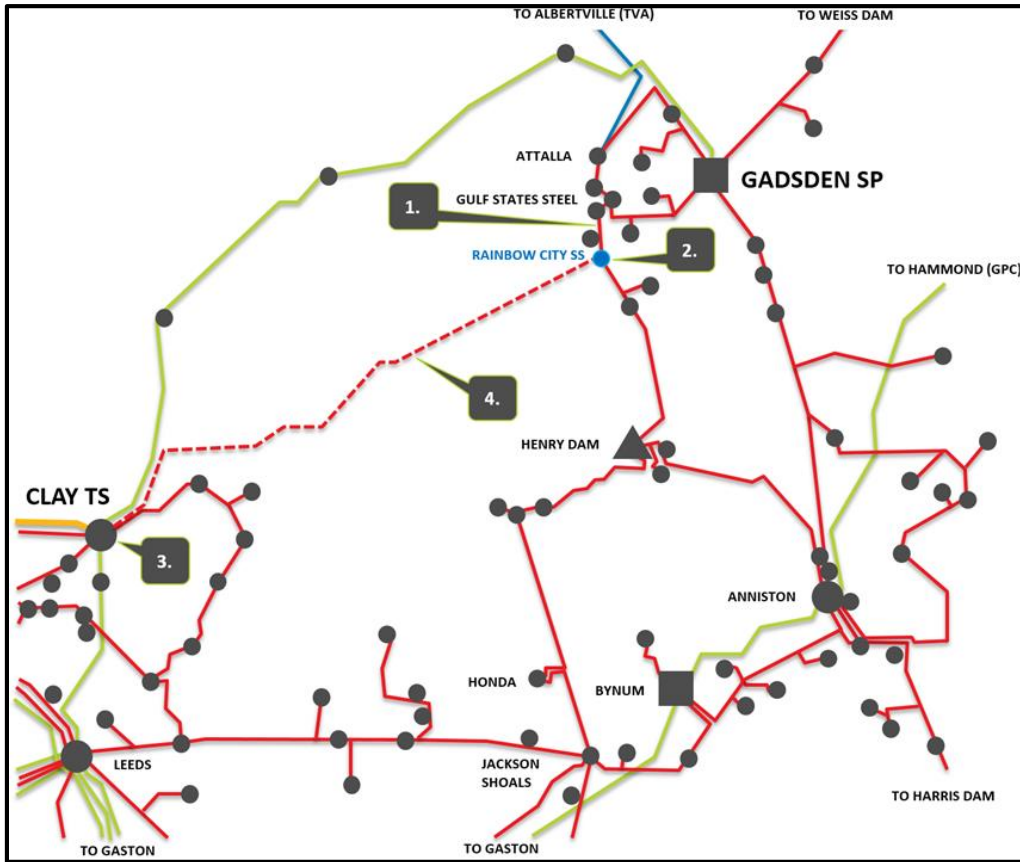 TO ALBERTVILLE (TVA)
TO WEISS DAM
ATTALLA
GADSDEN SP
1.
GULF STATES STEEL
RAINBOW CITY SS
2.
TO HAMMOND (GPC)
4.
HENRY DAM
CLAY TS
3.
ANNISTON
HONDA
BYNUM
LEEDS
JACKSON
SHOALS
TO HARRIS DAM
TO GASTON
TO GASTON